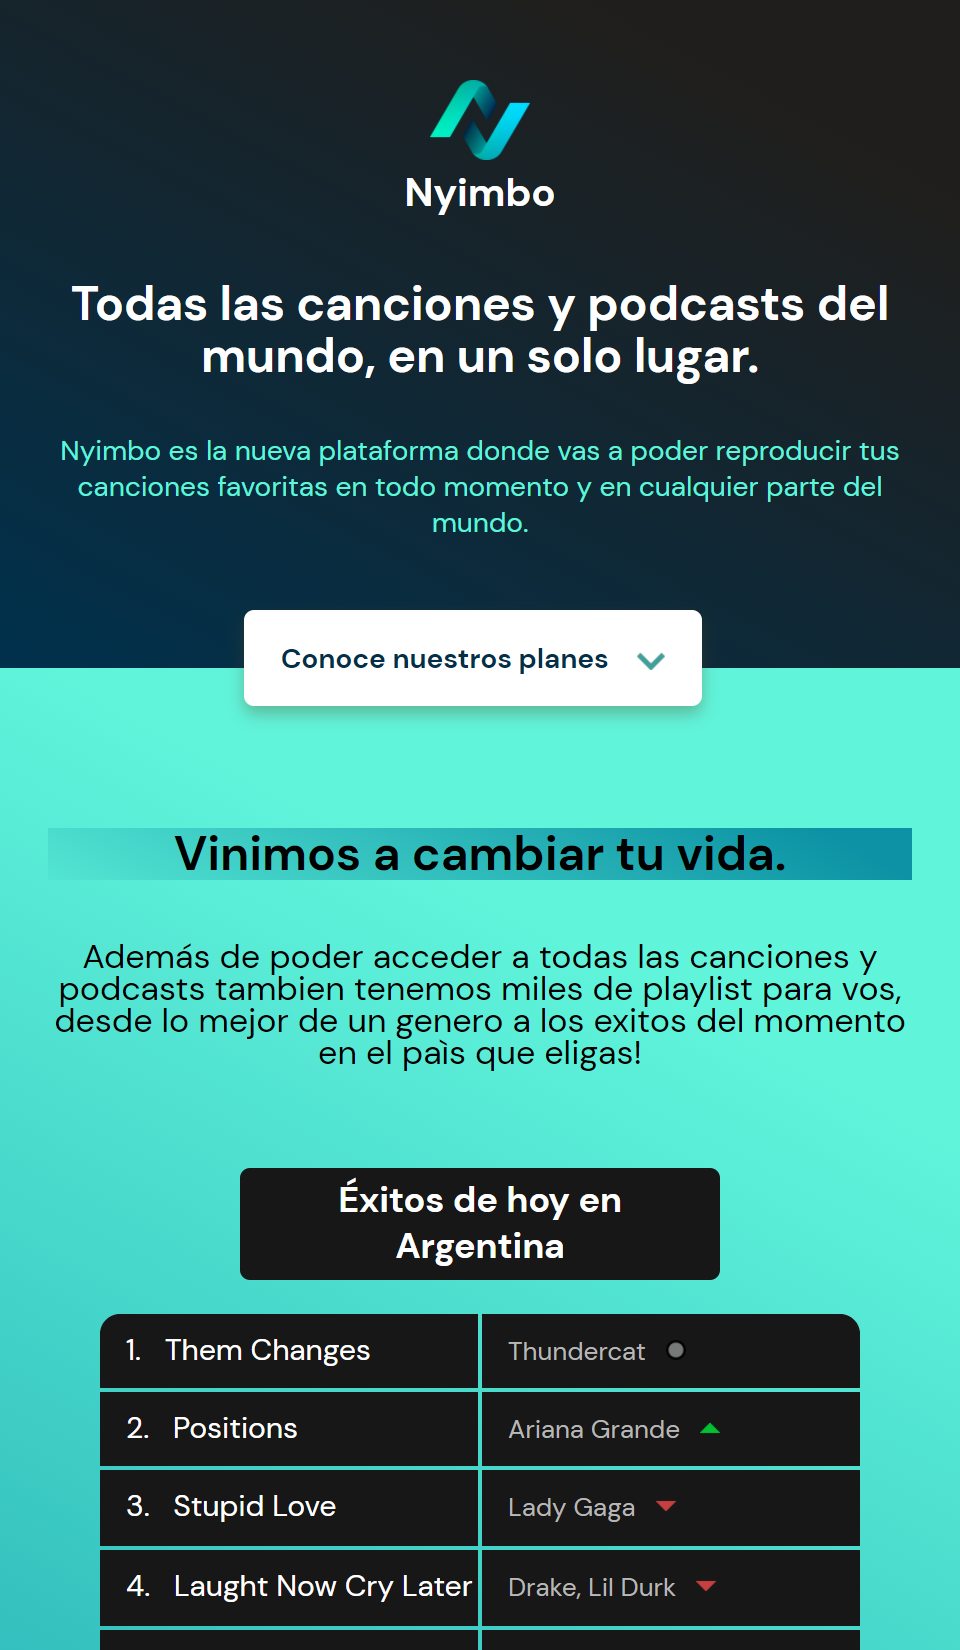 Nyimbo
Todas las canciones y podcasts del
mundo, en un solo lugar.
Nyimbo es la nueva plataforma donde vas a poder reproducir tus
canciones favoritas en todo momento y en cualquier parte del
mundo.
Conoce nuestros planes
Vinimos a cambiar tu vida.
Además de poder acceder a todas las canciones y
podcasts tambien tenemos miles de playlist para vos,
desde lo mejor de un genero a los exitos del momento
en el paìs que eligas!
Éxitos de hoy en
Argentina
1. Them Changes Thundercat
2. Positions Ariana Grande
3. Stupid Love Lady Gaga
4. Laught Now Cry Later Drake, Lil Durk